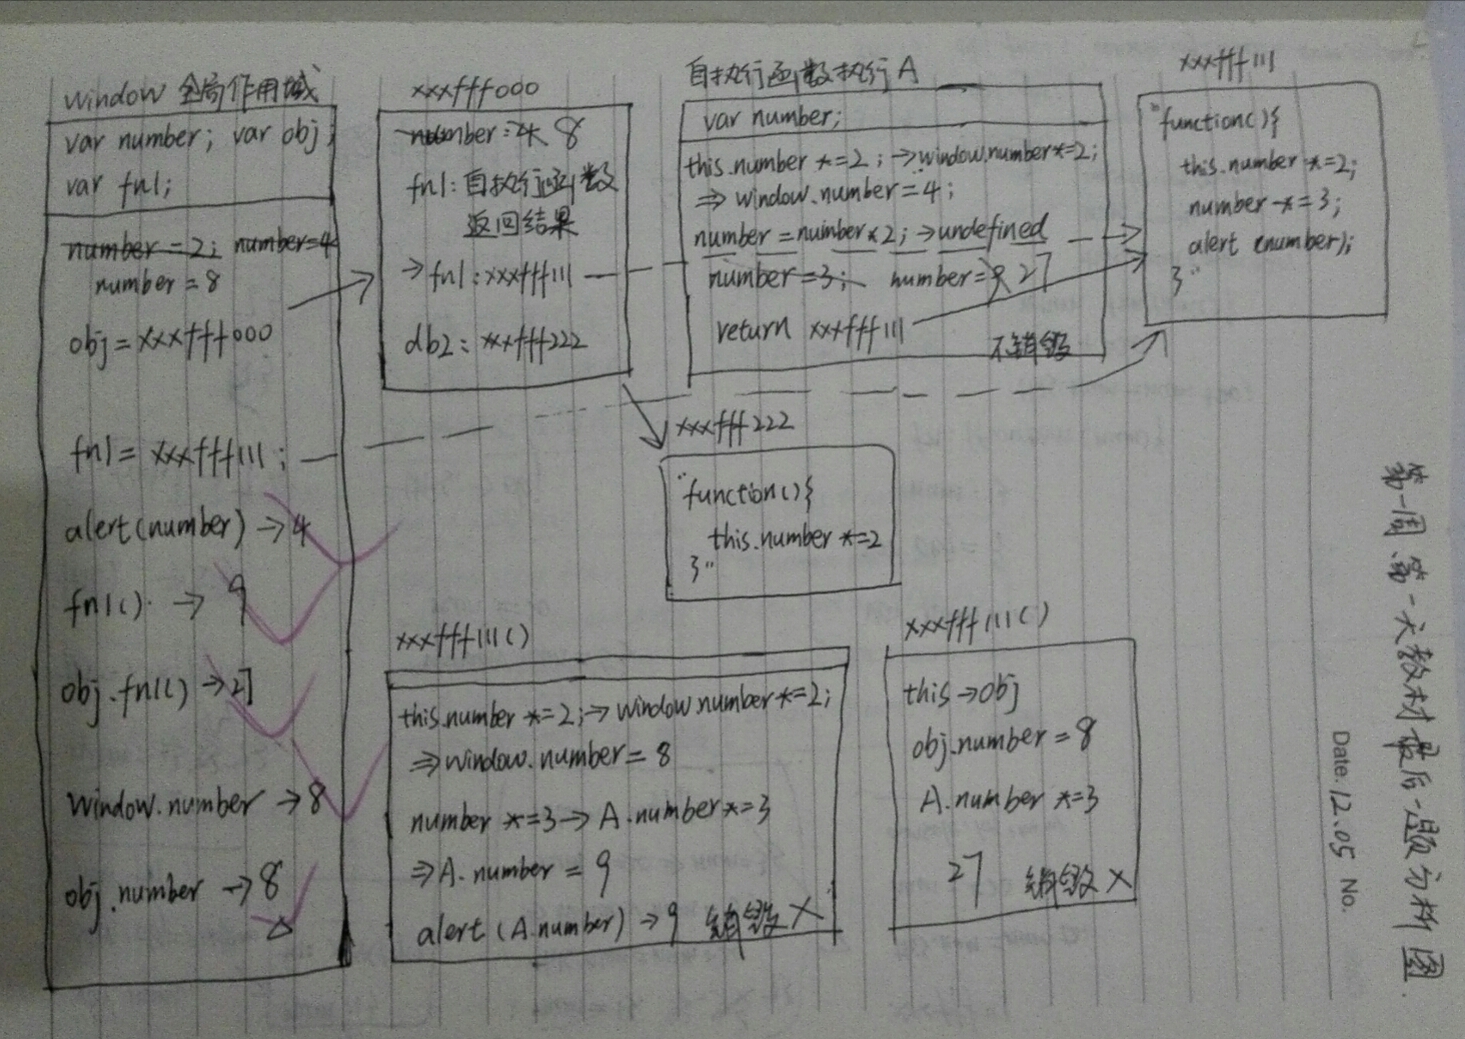 window 全局作用域
var number; var obj;
var fn1;
number=2; number=4
number=8
obj=xxxfff000
fn1=xxxfff111;
alert(number)→4
fn1()→9
obj.fn1()→27
window.number→8
obj.number→8
xxxfff000
number:4 8
fn1:自执行函数
返回结果
→fn1:xxxfff111
db2:xxxfff222
自执行函数执行A
var number;
this.number*=2;→window.number*=2;
⇒window.number=4;
number=number*2;→undefined
number=3; number=9 27
return xxxfff111
不销毁
xxxfff111
"function(){
this.number*=2;
number*=3;
alert(number);
}"
xxxfff222
"function(){
this.number*=2
}"
xxxfff111()
this.number*=2;→window.number*=2;
⇒window.number=8
number*=3→A.number*=3
⇒A.number=9
alert(A.number)→9 销毁×
xxxfff111()
this→obj
obj.number=8
A.number*=3
27 销毁×
第一周第一天教材最后一题分析图
Date. 12.05 No.